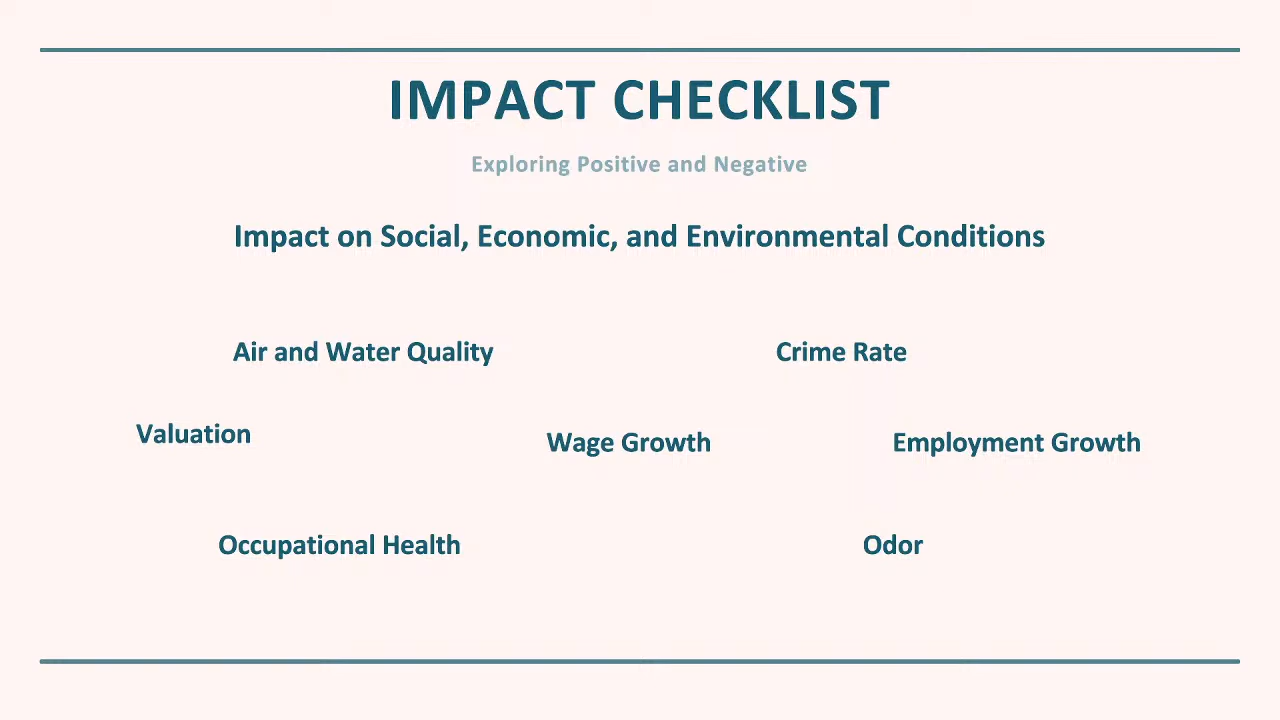 IMPACT CHECKLIST
Exploring Positive and Negative
Impact on Social, Economic, and Environmental Conditions
Air and Water Quality
Crime Rate
Valuation
Wage Growth
Employment Growth
Occupational Health
Odor